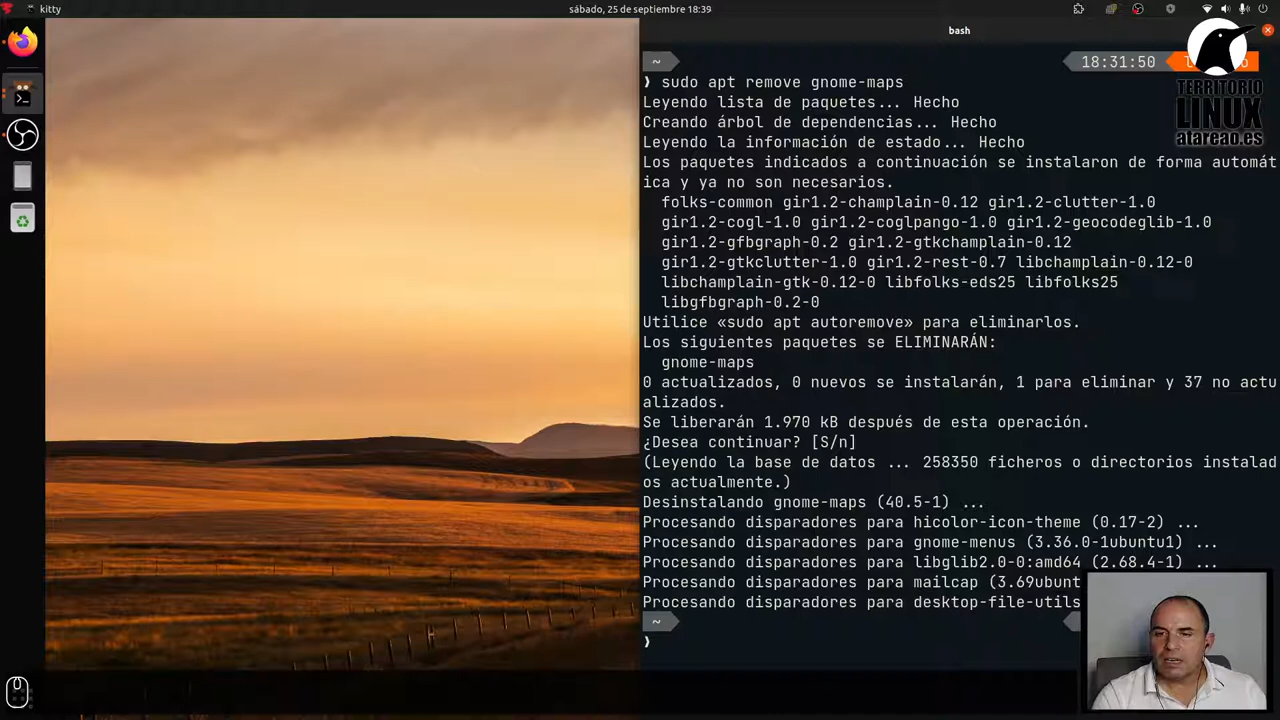 kitty
sábado, 25 de septiembre 18:39
bash
~
18:31:50
❯ sudo apt remove gnome-maps
Leyendo lista de paquetes... Hecho
Creando árbol de dependencias... Hecho
Leyendo la información de estado... Hecho
Los paquetes indicados a continuación se instalaron de forma automát
ica y ya no son necesarios.
folks-common gir1.2-champlain-0.12 gir1.2-clutter-1.0
gir1.2-cogl-1.0 gir1.2-coglpango-1.0 gir1.2-geocodeglib-1.0
gir1.2-gfbgraph-0.2 gir1.2-gtkchamplain-0.12
gir1.2-gtkclutter-1.0 gir1.2-rest-0.7 libchamplain-0.12-0
libchamplain-gtk-0.12-0 libfolks-eds25 libfolks25
libgfbgraph-0.2-0
Utilice «sudo apt autoremove» para eliminarlos.
Los siguientes paquetes se ELIMINARÁN:
gnome-maps
0 actualizados, 0 nuevos se instalarán, 1 para eliminar y 37 no actu
alizados.
Se liberarán 1.970 kB después de esta operación.
¿Desea continuar? [S/n]
(Leyendo la base de datos ... 258350 ficheros o directorios instalad
os actualmente.)
Desinstalando gnome-maps (40.5-1) ...
Procesando disparadores para hicolor-icon-theme (0.17-2) ...
Procesando disparadores para gnome-menus (3.36.0-1ubuntu1) ...
Procesando disparadores para libglib2.0-0:amd64 (2.68.4-1) ...
Procesando disparadores para mailcap (3.69ubunt
Procesando disparadores para desktop-file-utils
~
❯
TERRITORIO
LINUX
atareao.es